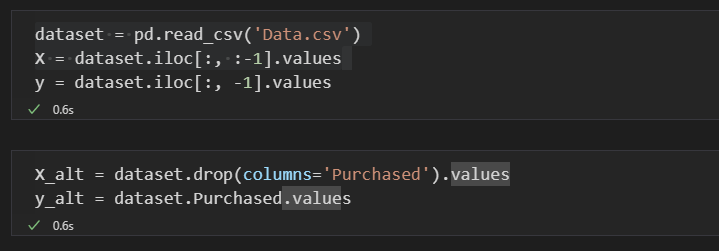 dataset = pd.read_csv('Data.csv')
X = dataset.iloc[:, :-1].values
y = dataset.iloc[:, -1].values
0.6s
X_alt = dataset.drop(columns='Purchased').values
y_alt = dataset.Purchased.values
0.6s